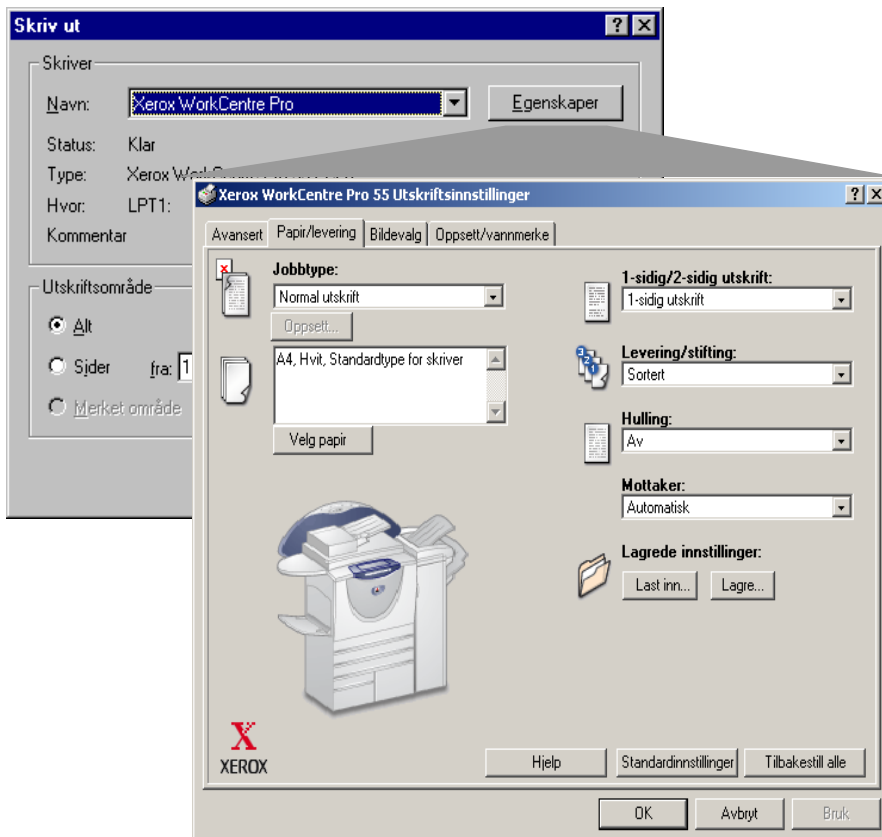 Skriv ut
Skriver
Navn: Xerox WorkCentre Pro Egenskaper
Status: Klar
Type: Xerox
Hvor: LPT1:
Kommentar
Utskriftsområde
Alt
Sider fra: 1
Merket område
Xerox WorkCentre Pro 55 Utskriftsinnstillinger
Avansert Papir/levering Bildevalg Oppsett/vannmerke
Jobbtype:
Normal utskrift
Oppsett...
A4, Hvit, Standardtype for skriver
Velg papir
1-sidig/2-sidig utskrift:
1-sidig utskrift
Levering/stifting:
Sortert
Hulling:
Av
Mottaker:
Automatisk
Lagrede innstillinger:
Last inn... Lagre...
X
XEROX
Hjelp Standardinnstillinger Tilbakestill alle
OK Avbryt Bruk